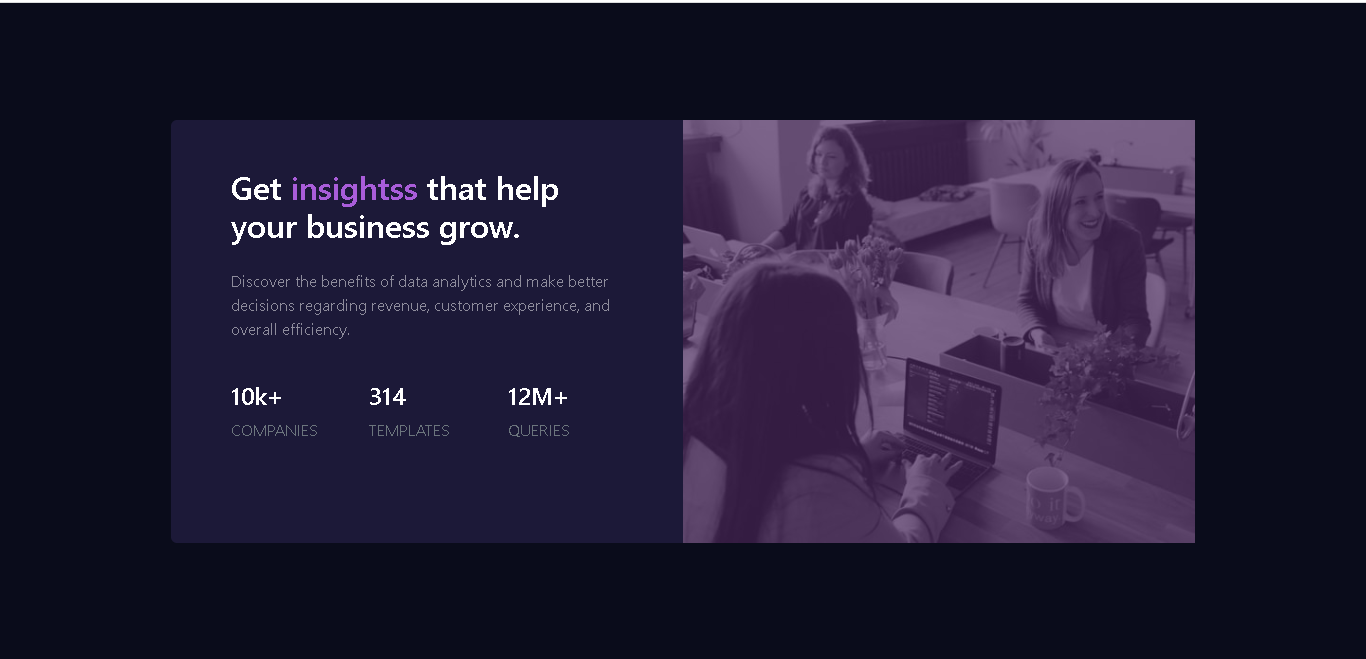 Get insightss that help
your business grow.
Discover the benefits of data analytics and make better
decisions regarding revenue, customer experience, and
overall efficiency.
10k+ 314 12M+
COMPANIES TEMPLATES QUERIES